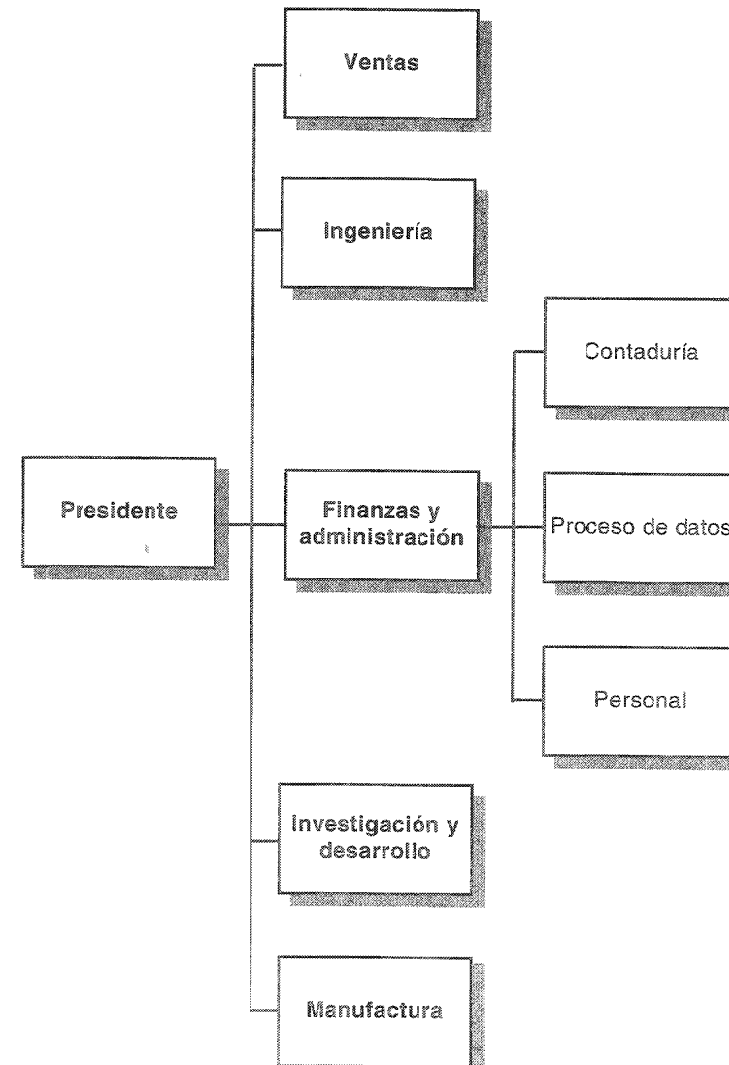 Ventas
Ingeniería
Contaduría
Presidente
Finanzas y
administración
Proceso de datos
Personal
Investigación y
desarrollo
Manufactura